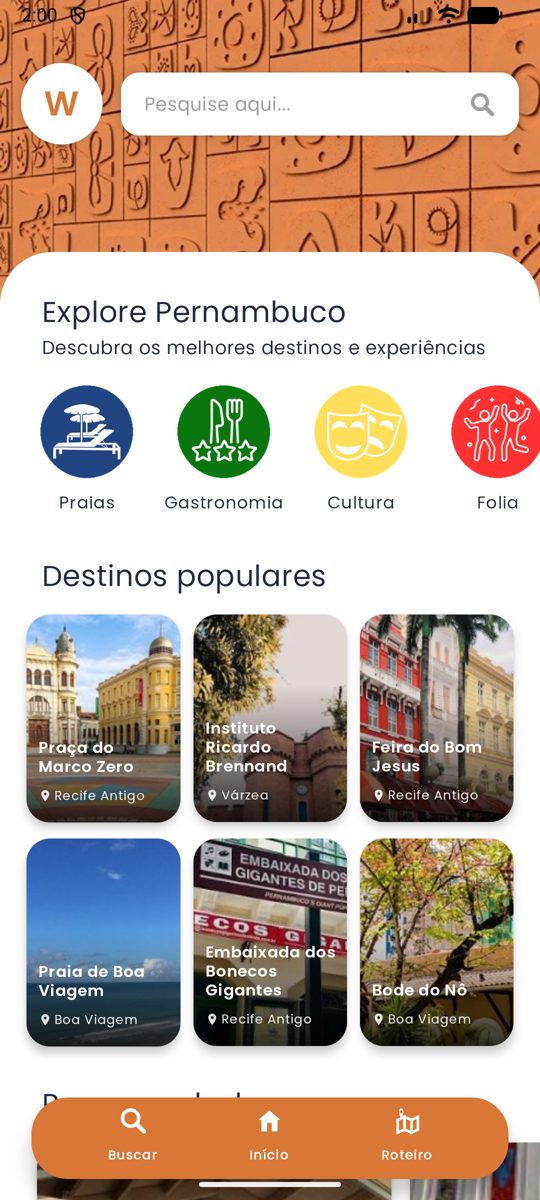 2:00
W
Pesquise aqui...
Explore Pernambuco
Descubra os melhores destinos e experiências
Praias
Gastronomia
Cultura
Folia
Destinos populares
Praça do
Marco Zero
Recife Antigo
Instituto
Ricardo
Brennand
Várzea
Feira do Bom
Jesus
Recife Antigo
Praia de Boa
Viagem
Boa Viagem
EMBAIXADA DOS
GIGANTES DE PE
Embaixada dos
Bonecos
Gigantes
Recife Antigo
Bode do Nô
Boa Viagem
Buscar
Início
Roteiro